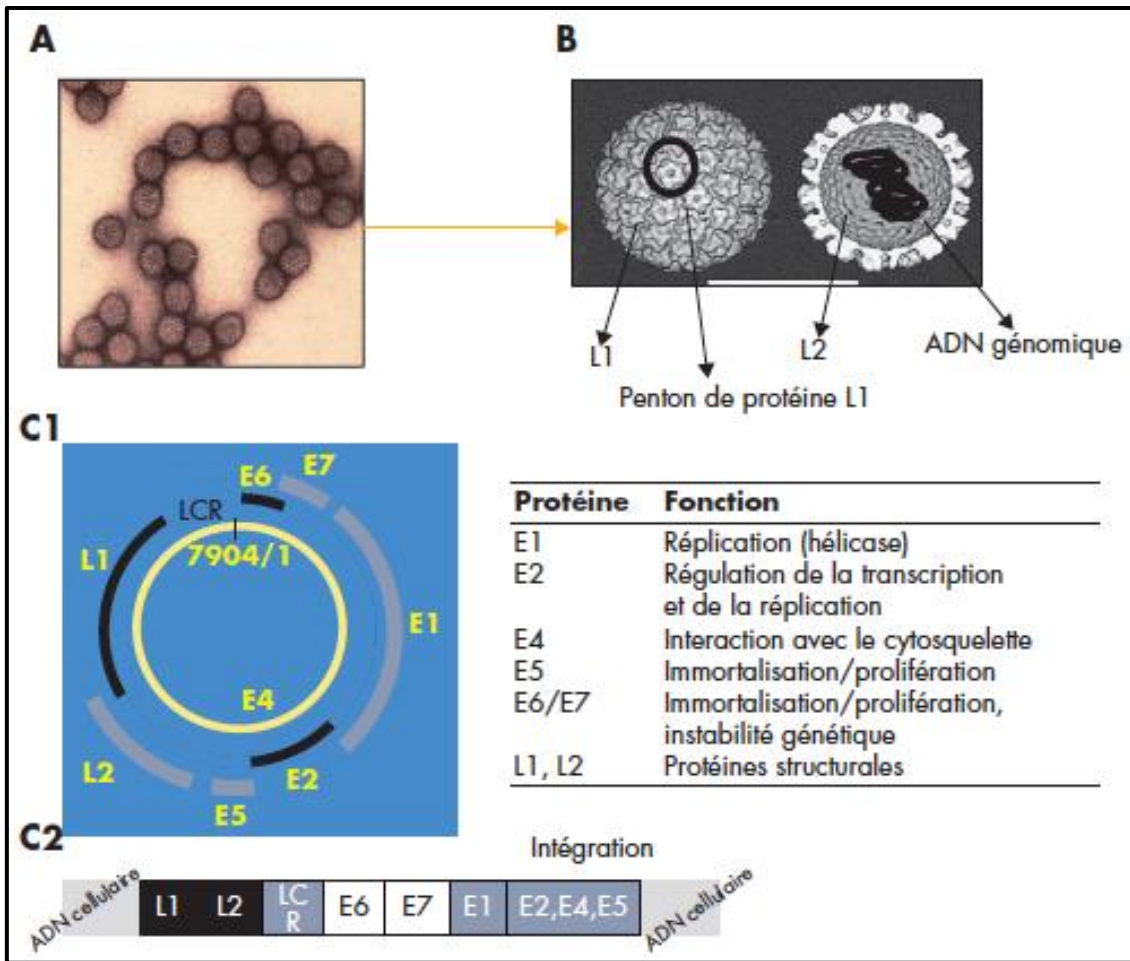 A
B
L1
L2
ADN génomique
Penton de protéine L1
C1
E6
E7
LCR
7904/1
L1
E1
E4
L2
E2
E5
Protéine Fonction
E1 Réplication (hélicase)
E2 Régulation de la transcription
et de la réplication
E4 Interaction avec le cytosquelette
E5 Immortalisation/prolifération
E6/E7 Immortalisation/prolifération,
instabilité génétique
L1, L2 Protéines structurales
C2
Intégration
ADN cellulaire L1 L2 LC E6 E7 E1 E2,E4,E5 ADN cellulaire
R